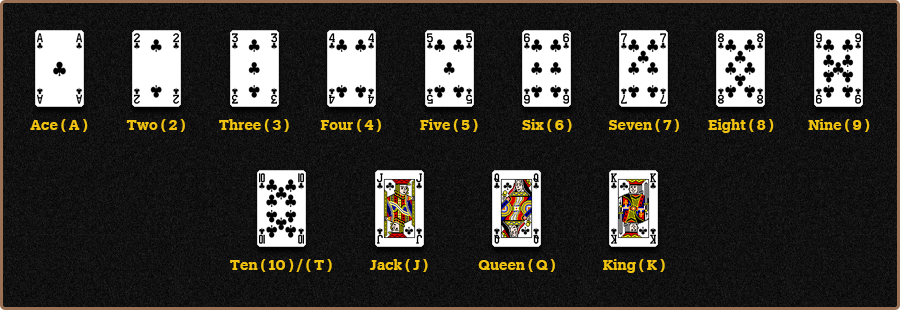 Ace ( A )
Two ( 2 )
Three ( 3 )
Four ( 4 )
Five ( 5 )
Six ( 6 )
Seven ( 7 )
Eight ( 8 )
Nine ( 9 )
Ten ( 10 ) / ( T )
Jack ( J )
Queen ( Q )
King ( K )